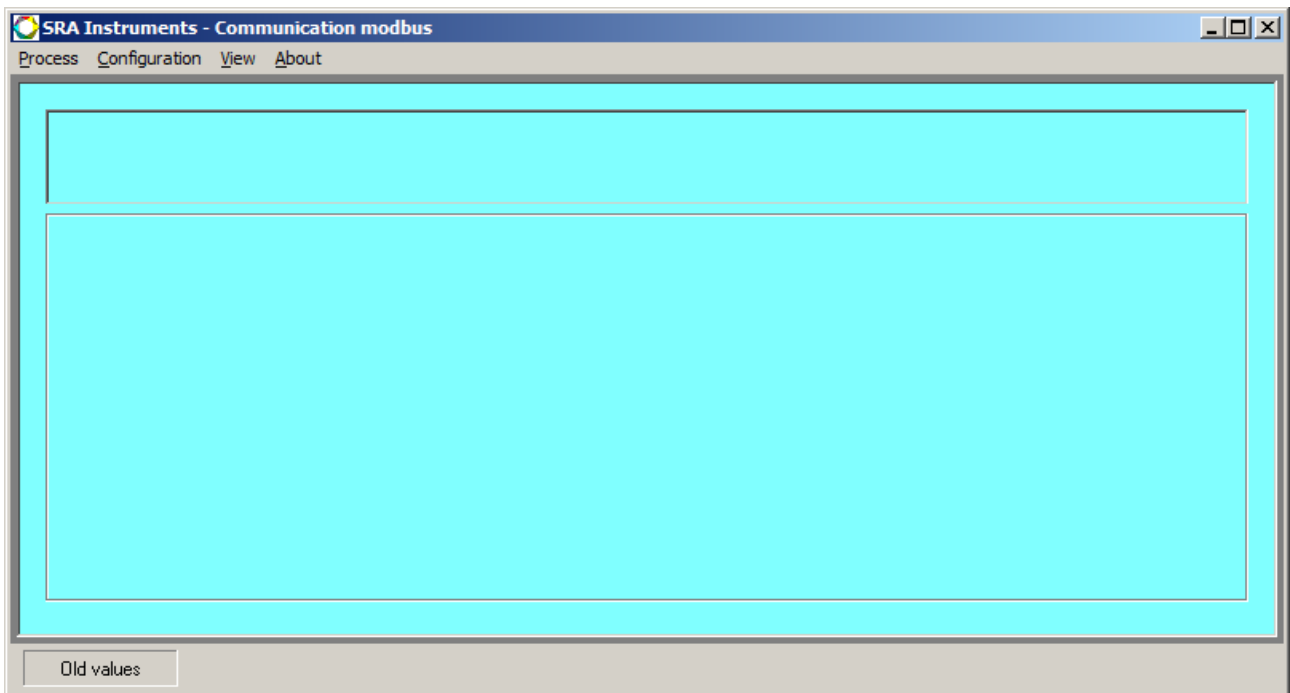 SRA Instruments - Communication modbus
Process Configuration View About
Old values